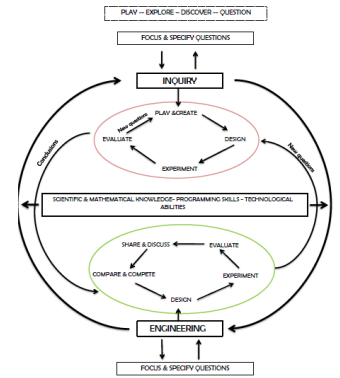 PLAY -- EXPLORE -- DISCOVER -- QUESTION
FOCUS & SPECIFY QUESTIONS
INQUIRY
PLAY &CREATE
New questions
EVALUATE
DESIGN
EXPERIMENT
Conclusions
New questions
SCIENTIFIC & MATHEMATICAL KNOWLEDGE- PROGRAMMING SKILLS - TECHNOLOGICAL
ABILITIES
SHARE & DISCUSS
EVALUATE
COMPARE & COMPETE
EXPERIMENT
DESIGN
ENGINEERING
FOCUS & SPECIFY QUESTIONS